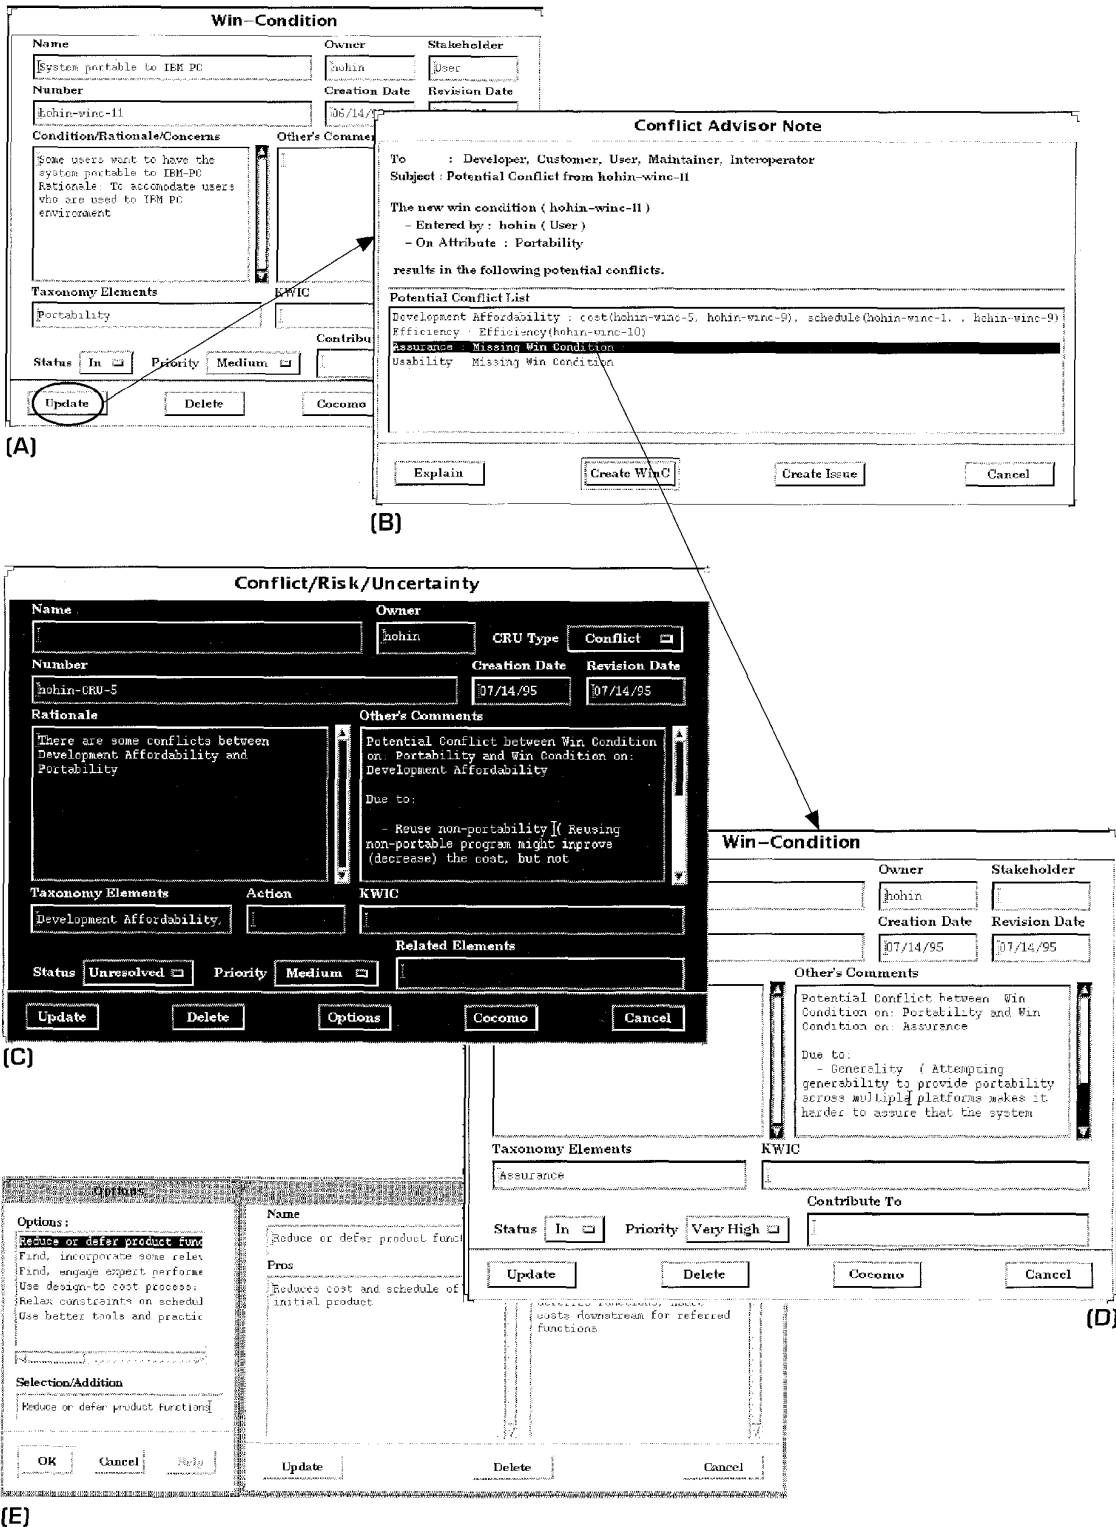 Win-Condition
Name Owner Stakeholder
System portable to IBM PC hohin User
Number Creation Date Revision Date
hohin-winc-11 06/14/9
Condition/Rationale/Concerns Other's Commen
Some users want to have the
system portable to IBM-PC
Rationale: To accomodate users
who are used to IBM PC
environment
Taxonomy Elements KWIC
Portability
Contribu
Status In Priority Medium
Update Delete Cocomo
(A)
Conflict Advisor Note
To : Developer, Customer, User, Maintainer, Interoperator
Subject : Potential Conflict from hohin-winc-11
The new win condition ( hohin-winc-11 )
- Entered by : hohin ( User )
- On Attribute : Portability
results in the following potential conflicts.
Potential Conflict List
Development Affordability : cost(hohin-winc-5, hohin-winc-9), schedule(hohin-winc-1, , hohin-winc-9)
Efficiency : Efficiency(hohin-winc-10)
Assurance : Missing Win Condition
Usability Missing Win Condition
Explain Create WinC Create Issue Cancel
(B)
Conflict/Risk/Uncertainty
Name Owner
hohin CRU Type Conflict
Number Creation Date Revision Date
hohin-CRU-5 07/14/95 07/14/95
Rationale Other's Comments
There are some conflicts between
Development Affordability and
Portability
Potential Conflict between Win Condition
on: Portability and Win Condition on:
Development Affordability
Due to:
- Reuse non-portability ( Reusing
non-portable program might improve
(decrease) the cost, but not
Taxonomy Elements Action KWIC
Development Affordability,
Related Elements
Status Unresolved Priority Medium
Update Delete Options Cocomo Cancel
(C)
Win-Condition
Owner Stakeholder
hohin
Creation Date Revision Date
07/14/95 07/14/95
Other's Comments
Potential Conflict between Win
Condition on: Portability and Win
Condition on: Assurance
Due to:
- Generality ( Attempting
generability to provide portability
across multiple platforms makes it
harder to assure that the system
Taxonomy Elements KWIC
Assurance
Contribute To
Status In Priority Very High
Update Delete Cocomo Cancel
(D)
Options
Options :
Reduce or defer product func
Find, incorporate some relev
Find, engage expert performe
Use design-to cost process:
Relax constraints on schedul
Use better tools and practic
Selection/Addition
Reduce or defer product functions
OK Cancel Help
Name
Reduce or defer product funct
Pros
Reduces cost and schedule of
initial product
costs downstream for referred
functions
Update Delete Cancel
(E)